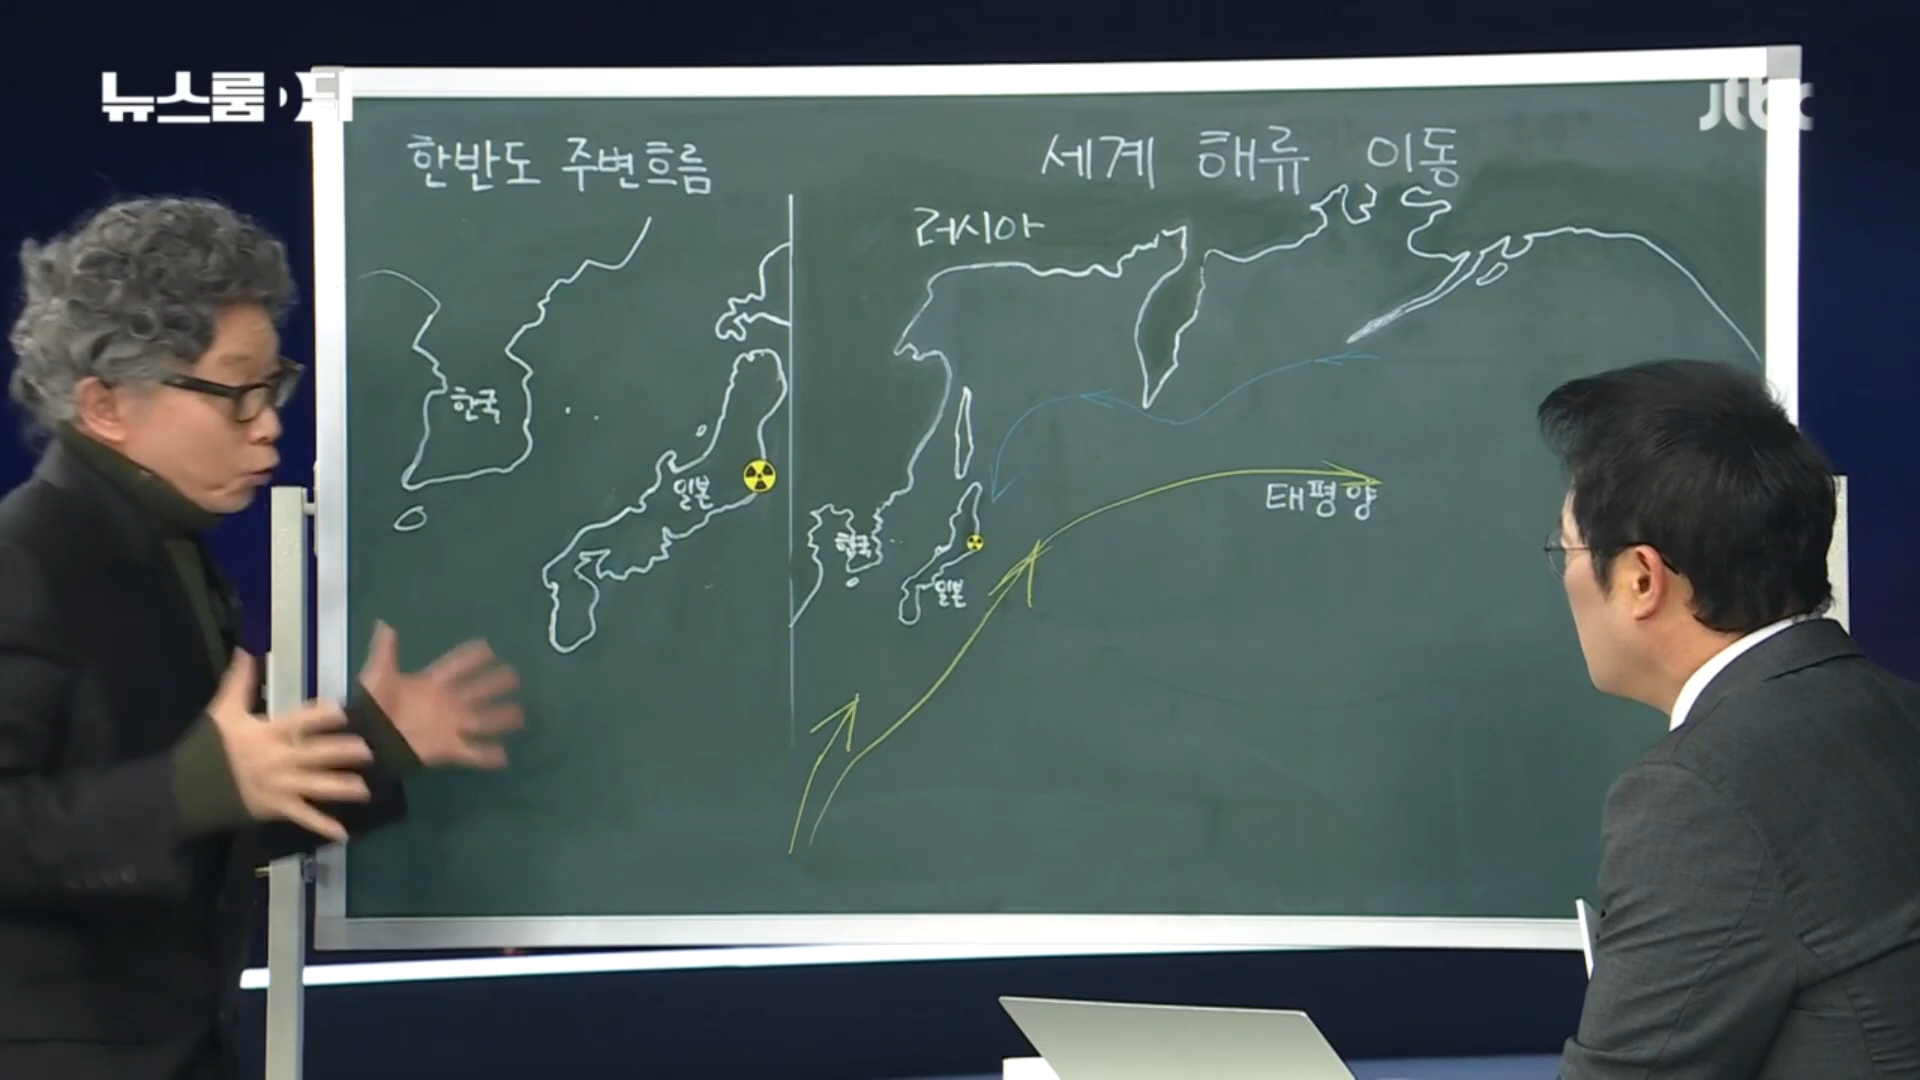 뉴스룸 뒤
jtbc
한반도 주변흐름
세계 해류 이동
러시아
한국
일본
태평양
한국
일본